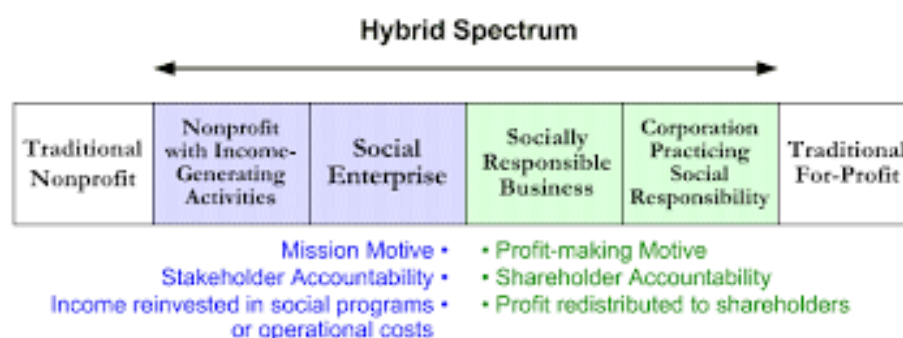 Hybrid Spectrum
Traditional
Nonprofit
Nonprofit
with Income-
Generating
Activities
Social
Enterprise
Socially
Responsible
Business
Corporation
Practicing
Social
Responsibility
Traditional
For-Profit
Mission Motive •
Stakeholder Accountability •
Income reinvested in social programs •
or operational costs
• Profit-making Motive
• Shareholder Accountability
• Profit redistributed to shareholders